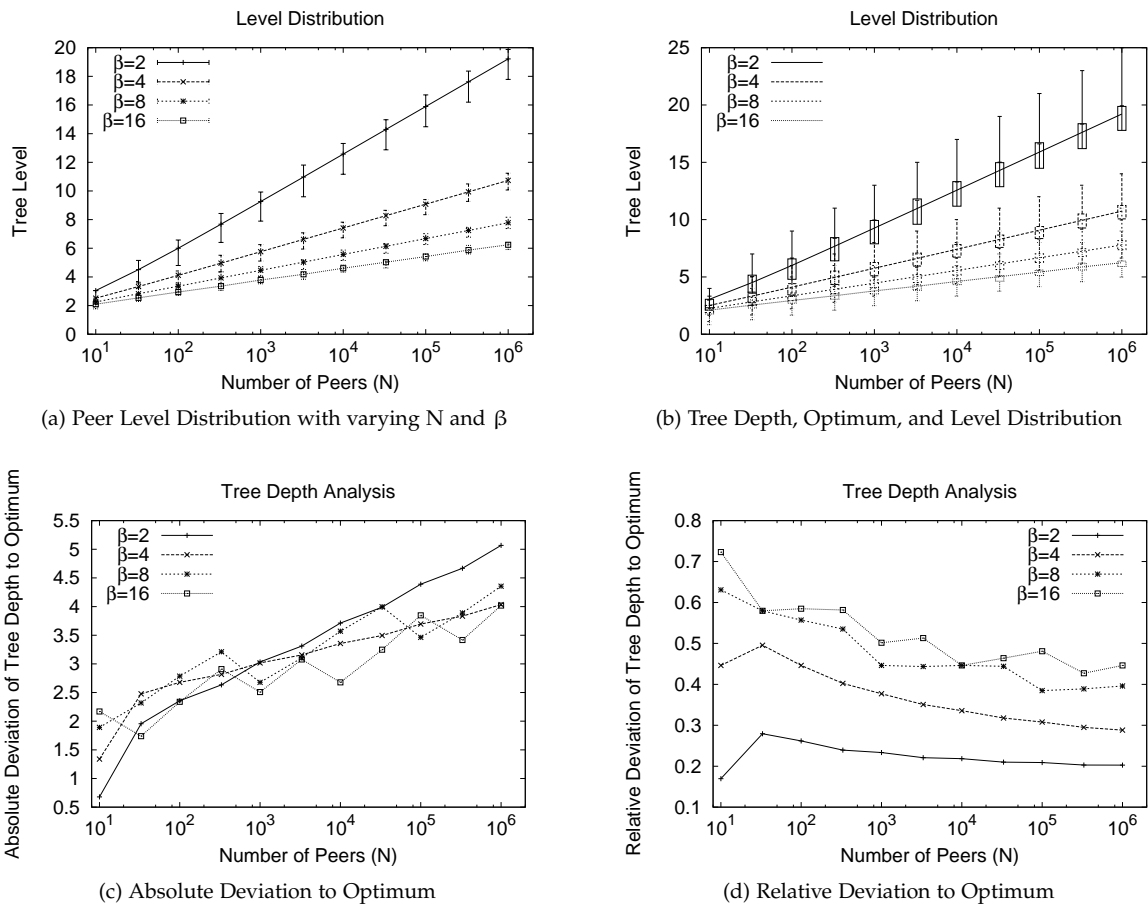 Level Distribution
Tree Level
20
18
16
14
12
10
8
6
4
2
0
β=2
β=4
β=8
β=16
10^1 10^2 10^3 10^4 10^5 10^6
Number of Peers (N)
(a) Peer Level Distribution with varying N and β
Level Distribution
Tree Level
25
20
15
10
5
0
β=2
β=4
β=8
β=16
10^1 10^2 10^3 10^4 10^5 10^6
Number of Peers (N)
(b) Tree Depth, Optimum, and Level Distribution
Tree Depth Analysis
Absolute Deviation of Tree Depth to Optimum
5.5
5
4.5
4
3.5
3
2.5
2
1.5
1
0.5
β=2
β=4
β=8
β=16
10^1 10^2 10^3 10^4 10^5 10^6
Number of Peers (N)
(c) Absolute Deviation to Optimum
Tree Depth Analysis
Relative Deviation of Tree Depth to Optimum
0.8
0.7
0.6
0.5
0.4
0.3
0.2
0.1
β=2
β=4
β=8
β=16
10^1 10^2 10^3 10^4 10^5 10^6
Number of Peers (N)
(d) Relative Deviation to Optimum